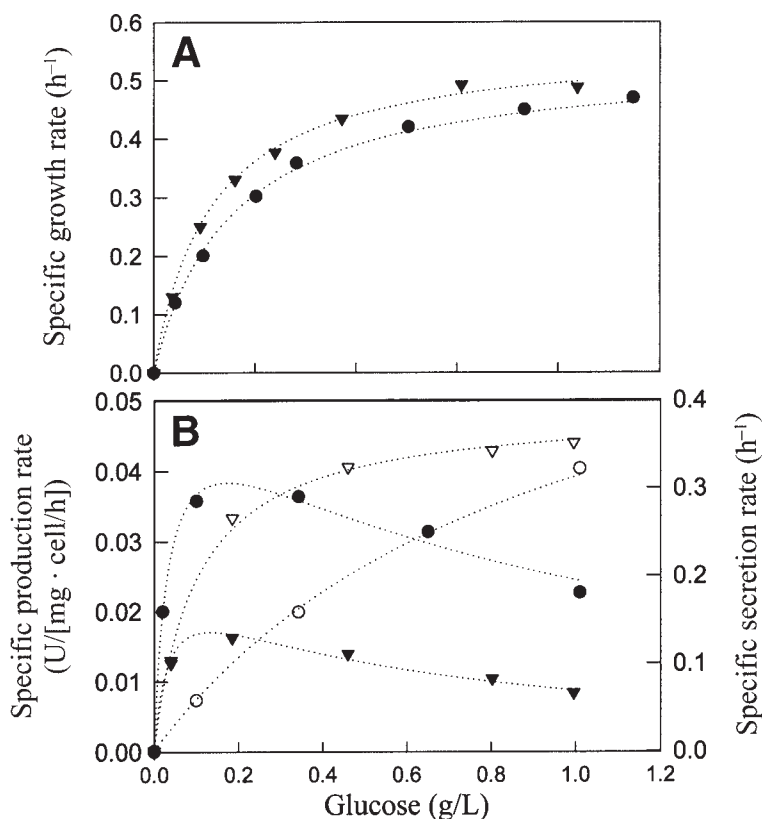 0.6
A
0.5
0.4
0.3
0.2
0.1
0.0
Specific growth rate (h⁻¹)
0.05
B
0.04
0.03
0.02
0.01
0.00
Specific production rate
(U/[mg · cell/h])
0.4
0.3
0.2
0.1
0.0
Specific secretion rate (h⁻¹)
0.0 0.2 0.4 0.6 0.8 1.0 1.2
Glucose (g/L)